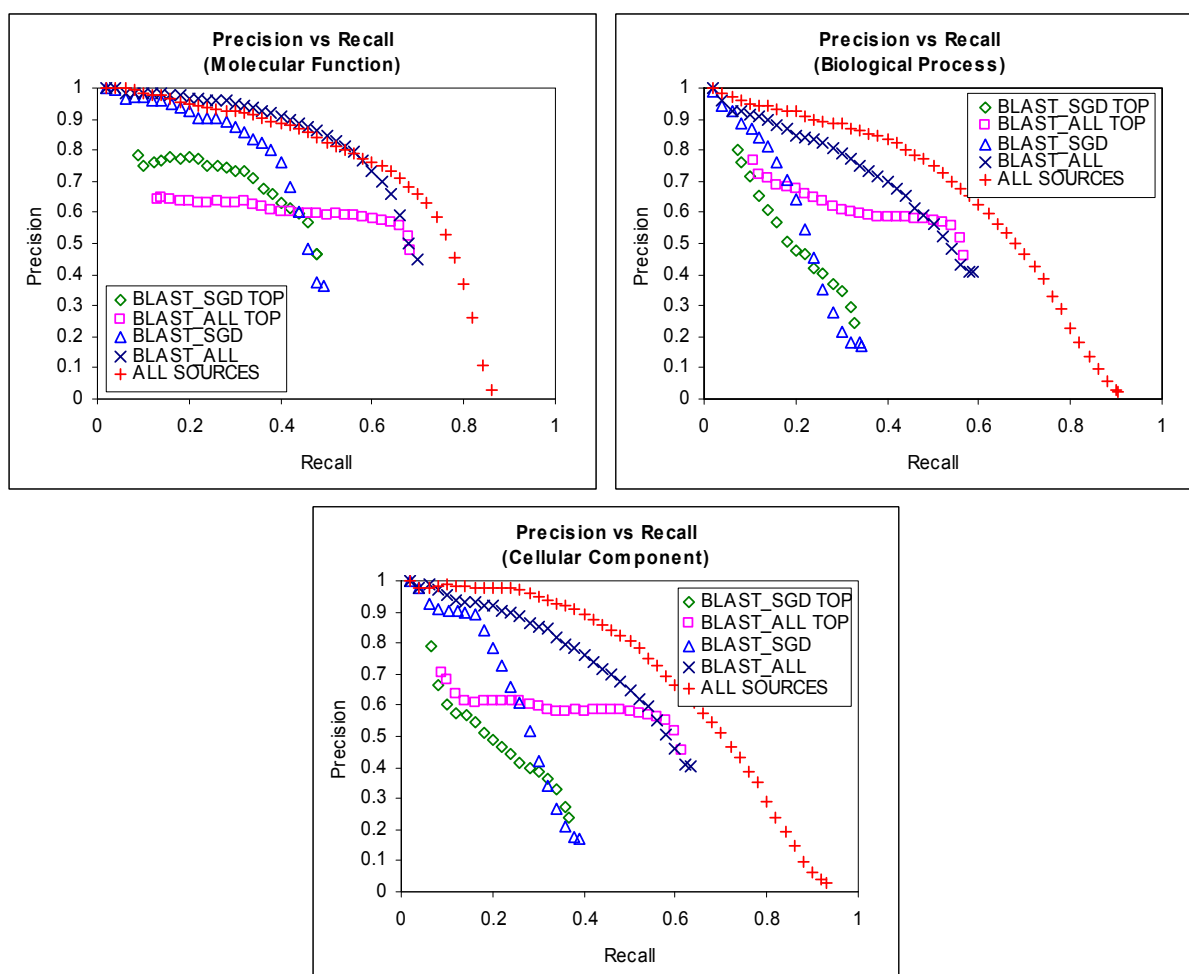 Precision vs Recall
(Molecular Function)
Precision
1
0.9
0.8
0.7
0.6
0.5
0.4
0.3
0.2
0.1
0
BLAST_SGD TOP
BLAST_ALL TOP
BLAST_SGD
BLAST_ALL
ALL SOURCES
0 0.2 0.4 0.6 0.8 1
Recall
Precision vs Recall
(Biological Process)
Precision
1
0.9
0.8
0.7
0.6
0.5
0.4
0.3
0.2
0.1
0
BLAST_SGD TOP
BLAST_ALL TOP
BLAST_SGD
BLAST_ALL
ALL SOURCES
0 0.2 0.4 0.6 0.8 1
Recall
Precision vs Recall
(Cellular Component)
Precision
1
0.9
0.8
0.7
0.6
0.5
0.4
0.3
0.2
0.1
0
BLAST_SGD TOP
BLAST_ALL TOP
BLAST_SGD
BLAST_ALL
ALL SOURCES
0 0.2 0.4 0.6 0.8 1
Recall